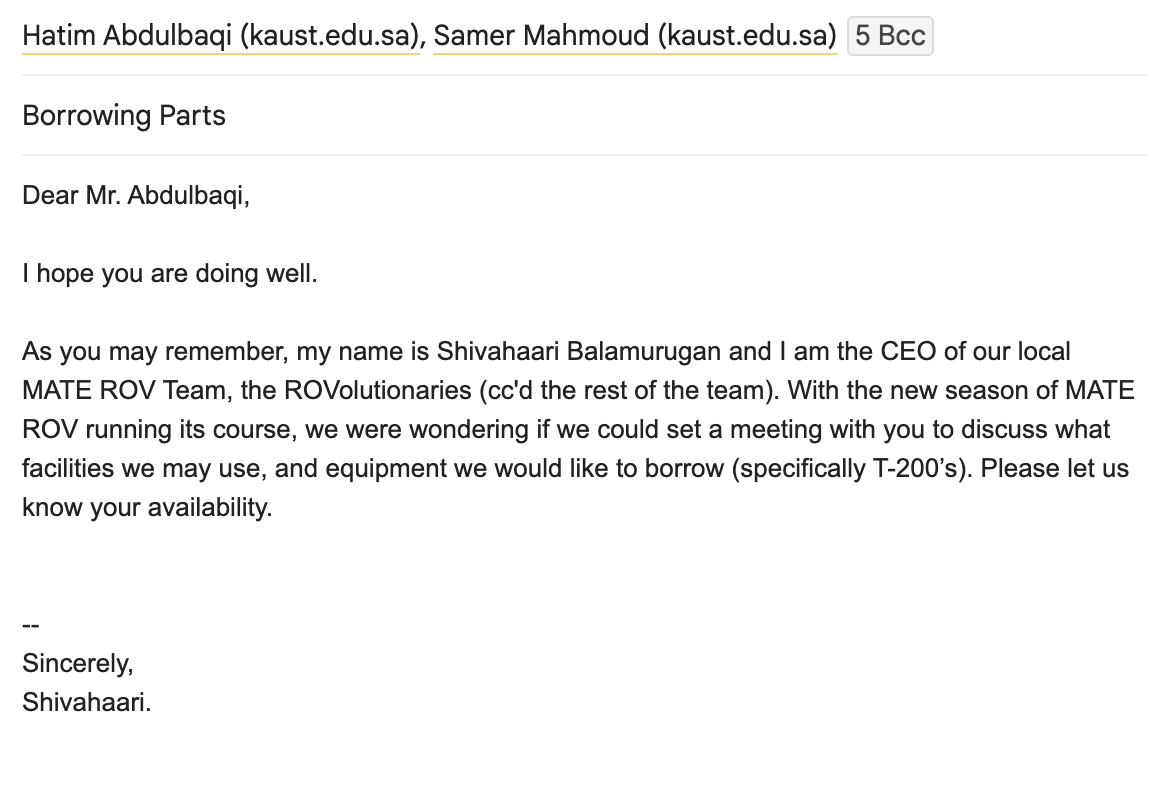 Hatim Abdulbaqi (kaust.edu.sa), Samer Mahmoud (kaust.edu.sa) 5 Bcc
Borrowing Parts
Dear Mr. Abdulbaqi,
I hope you are doing well.
As you may remember, my name is Shivahaari Balamurugan and I am the CEO of our local
MATE ROV Team, the ROVolutionaries (cc'd the rest of the team). With the new season of MATE
ROV running its course, we were wondering if we could set a meeting with you to discuss what
facilities we may use, and equipment we would like to borrow (specifically T-200’s). Please let us
know your availability.
--
Sincerely,
Shivahaari.